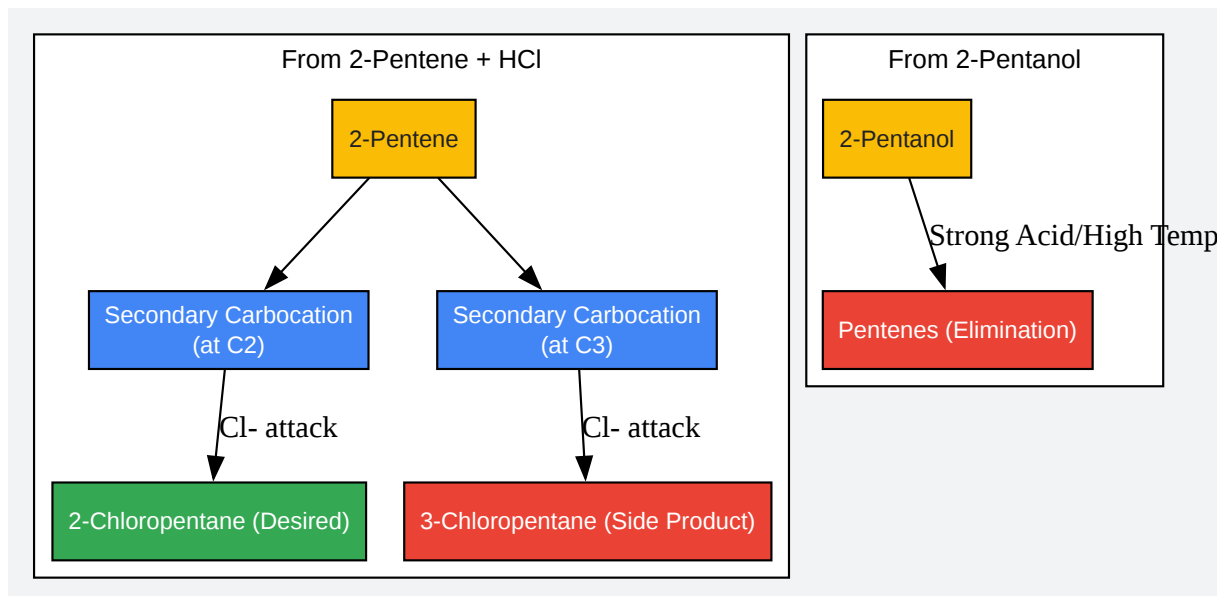 From 2-Pentene + HCl
2-Pentene
Secondary Carbocation
(at C2)
Secondary Carbocation
(at C3)
Cl- attack
Cl- attack
2-Chloropentane (Desired)
3-Chloropentane (Side Product)
From 2-Pentanol
2-Pentanol
Strong Acid/High Temp
Pentenes (Elimination)